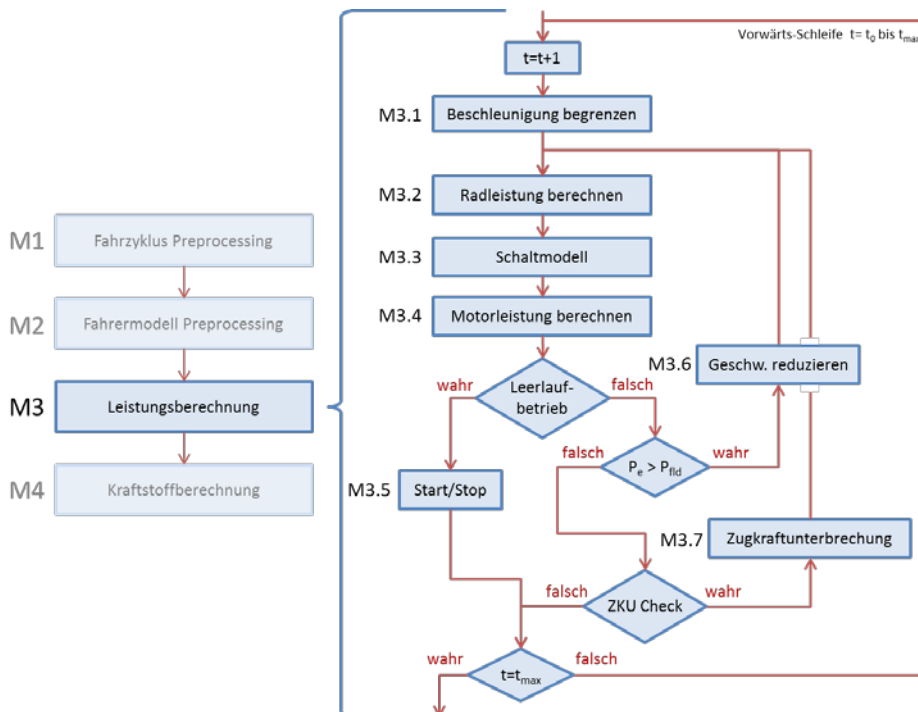 Vorwärts-Schleife t= t₀ bis tmax
t=t+1
M3.1
Beschleunigung begrenzen
M3.2
Radleistung berechnen
M3.3
Schaltmodell
M3.4
Motorleistung berechnen
M1
Fahrzyklus Preprocessing
M2
Fahrermodell Preprocessing
M3
Leistungsberechnung
M4
Kraftstoffberechnung
wahr
Leerlauf-
betrieb
falsch
M3.6
Geschw. reduzieren
falsch
Pe > Pfld
wahr
M3.5
Start/Stop
M3.7
Zugkraftunterbrechung
falsch
ZKU Check
wahr
wahr
t=tmax
falsch